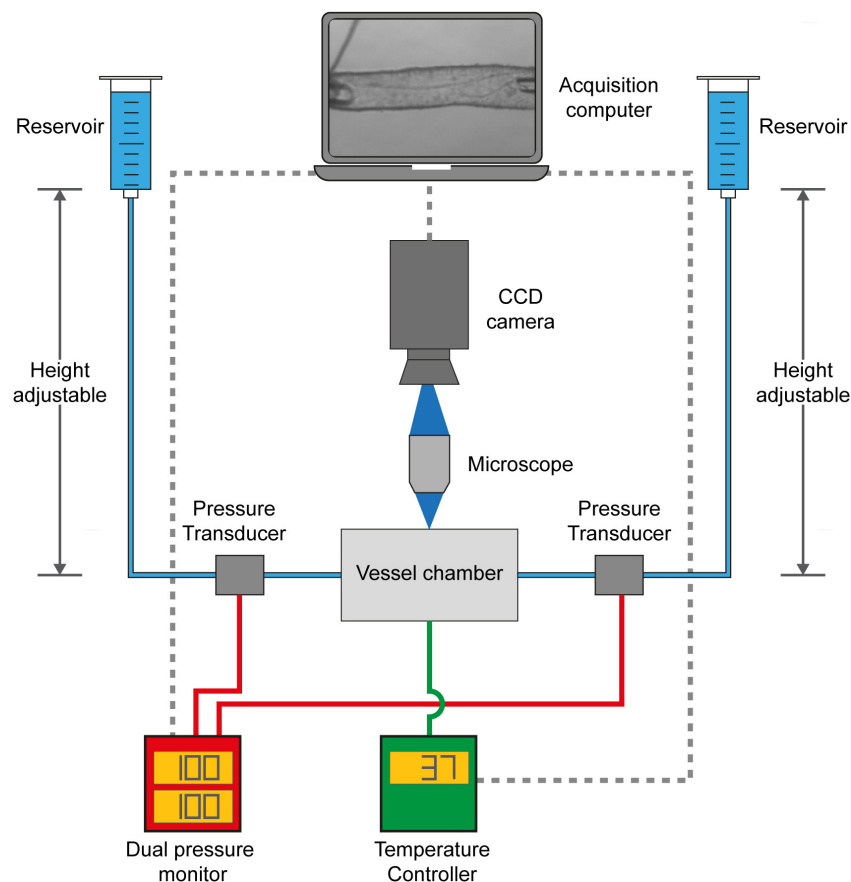 Acquisition
computer
Reservoir
Reservoir
CCD
camera
Height
adjustable
Height
adjustable
Microscope
Pressure
Transducer
Pressure
Transducer
Vessel chamber
100
100
37
Dual pressure
monitor
Temperature
Controller